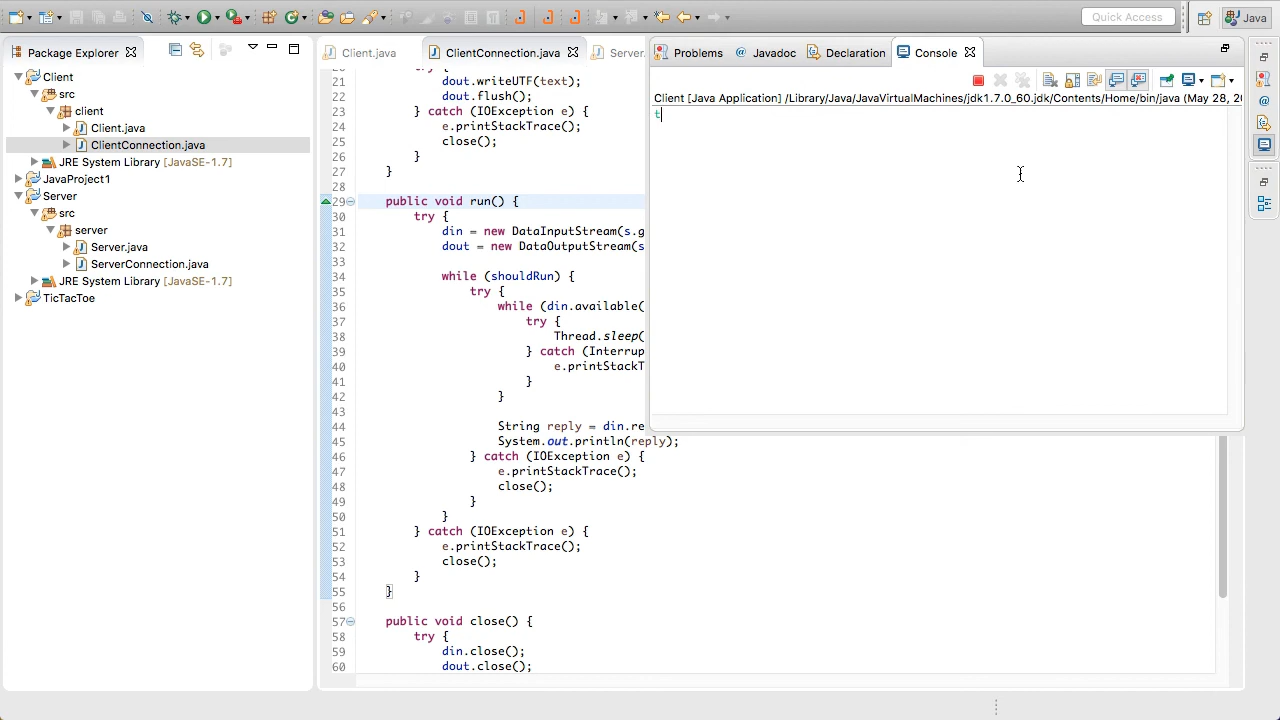 Quick Access
Java
Package Explorer
Client
src
client
Client.java
ClientConnection.java
JRE System Library [JavaSE-1.7]
JavaProject1
Server
src
server
Server.java
ServerConnection.java
JRE System Library [JavaSE-1.7]
TicTacToe
Client.java
ClientConnection.java
Server.
21 dout.writeUTF(text);
22 dout.flush();
23 } catch (IOException e) {
24 e.printStackTrace();
25 close();
26 }
27 }
28
29 public void run() {
30 try {
31 din = new DataInputStream(s.g
32 dout = new DataOutputStream(s
33
34 while (shouldRun) {
35 try {
36 while (din.available(
37 try {
38 Thread.sleep(
39 } catch (Interrup
40 e.printStackT
41 }
42 }
43
44 String reply = din.re
45 System.out.println(reply);
46 } catch (IOException e) {
47 e.printStackTrace();
48 close();
49 }
50 }
51 } catch (IOException e) {
52 e.printStackTrace();
53 close();
54 }
55 }
56
57 public void close() {
58 try {
59 din.close();
60 dout.close();
Problems
@ Javadoc
Declaration
Console
Client [Java Application] /Library/Java/JavaVirtualMachines/jdk1.7.0_60.jdk/Contents/Home/bin/java (May 28, 20
t